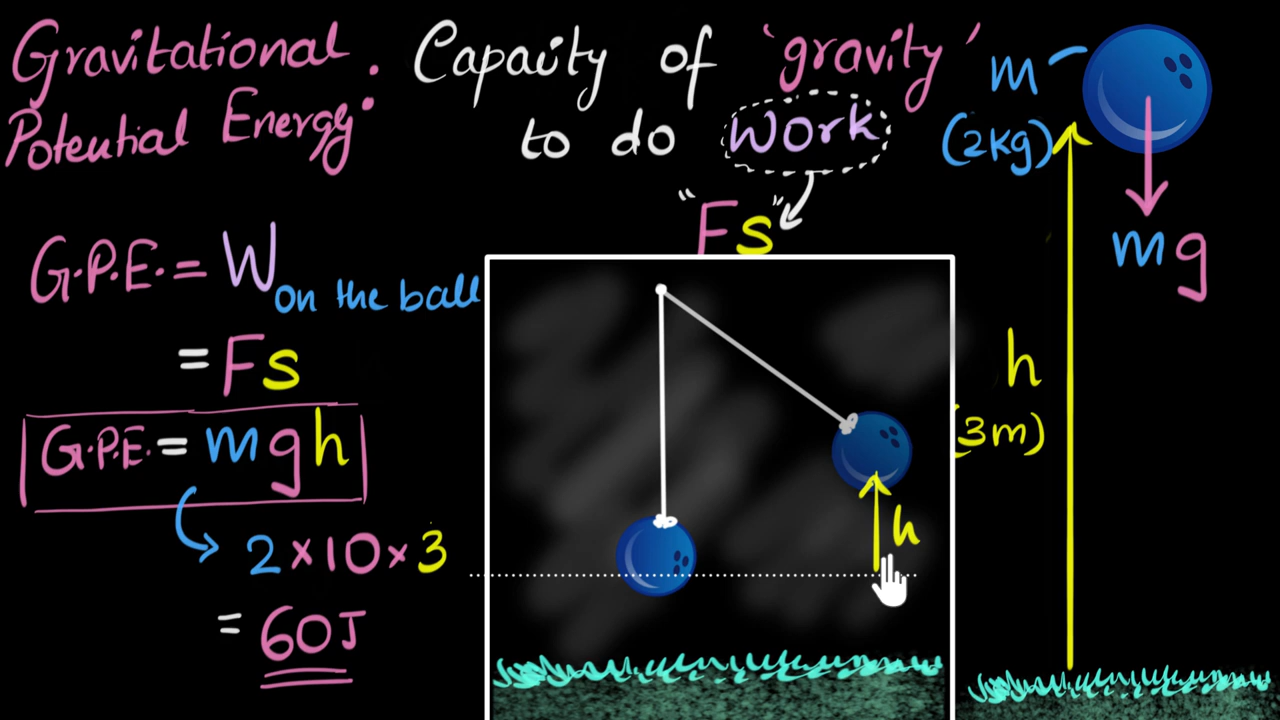 Gravitational
Potential Energy :
Capacity of 'gravity'
to do Work
"Fs"
m
(2kg)
mg
h
(3m)
G.P.E. = W on the ball
= Fs
G.P.E. = mgh
2 × 10 × 3
= 60J
h